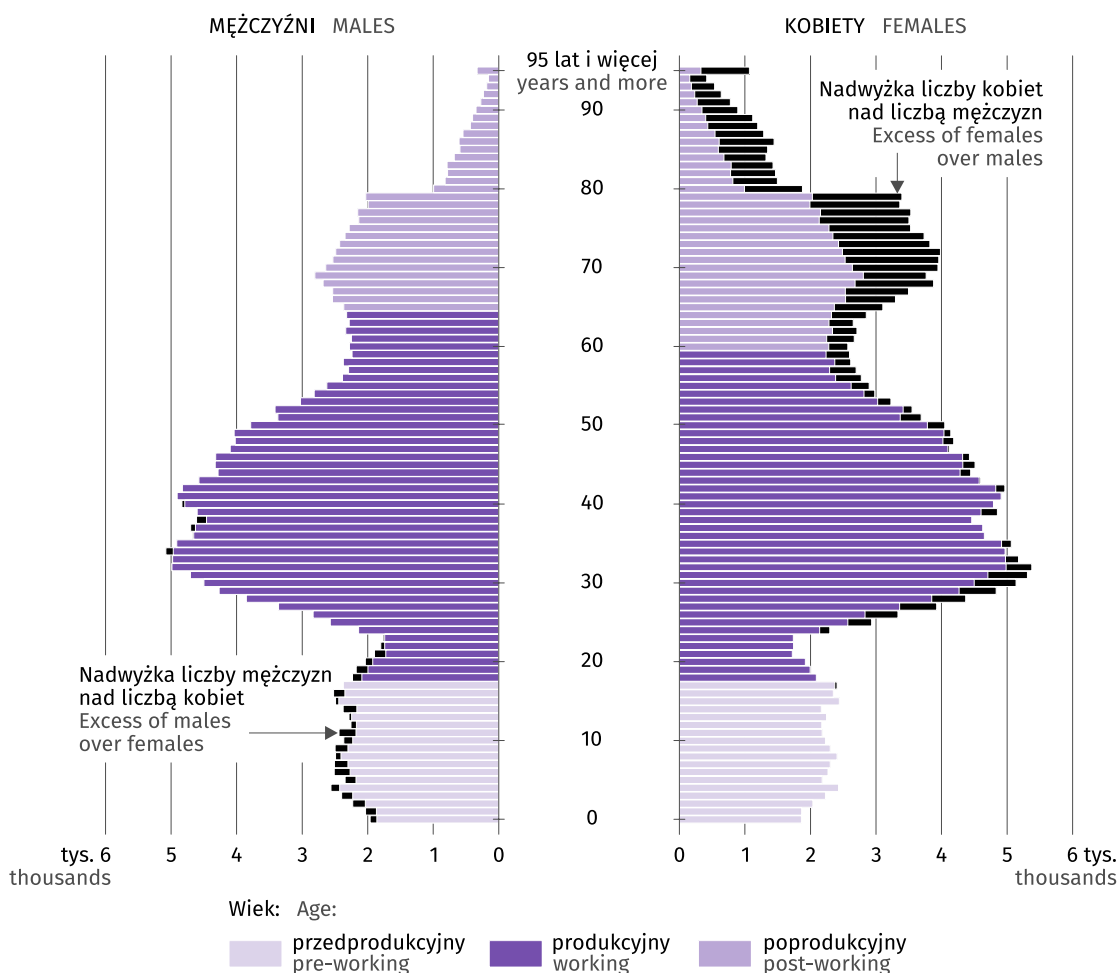 MĘŻCZYŹNI MALES
KOBIETY FEMALES
95 lat i więcej
years and more
Nadwyżka liczby kobiet
nad liczbą mężczyzn
Excess of females
over males
90
80
70
60
50
40
30
20
10
0
Nadwyżka liczby mężczyzn
nad liczbą kobiet
Excess of males
over females
tys. 6 5 4 3 2 1 0
thousands
0 1 2 3 4 5 6 tys.
thousands
Wiek: Age:
przedprodukcyjny
pre-working
produkcyjny
working
poprodukcyjny
post-working